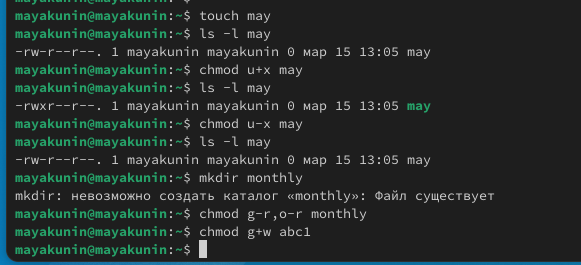 mayakunin@mayakunin:~$
mayakunin@mayakunin:~$ touch may
mayakunin@mayakunin:~$ ls -l may
-rw-r--r--. 1 mayakunin mayakunin 0 мар 15 13:05 may
mayakunin@mayakunin:~$ chmod u+x may
mayakunin@mayakunin:~$ ls -l may
-rwxr--r--. 1 mayakunin mayakunin 0 мар 15 13:05 may
mayakunin@mayakunin:~$ chmod u-x may
mayakunin@mayakunin:~$ ls -l may
-rw-r--r--. 1 mayakunin mayakunin 0 мар 15 13:05 may
mayakunin@mayakunin:~$ mkdir monthly
mkdir: невозможно создать каталог «monthly»: Файл существует
mayakunin@mayakunin:~$ chmod g-r,o-r monthly
mayakunin@mayakunin:~$ chmod g+w abc1
mayakunin@mayakunin:~$